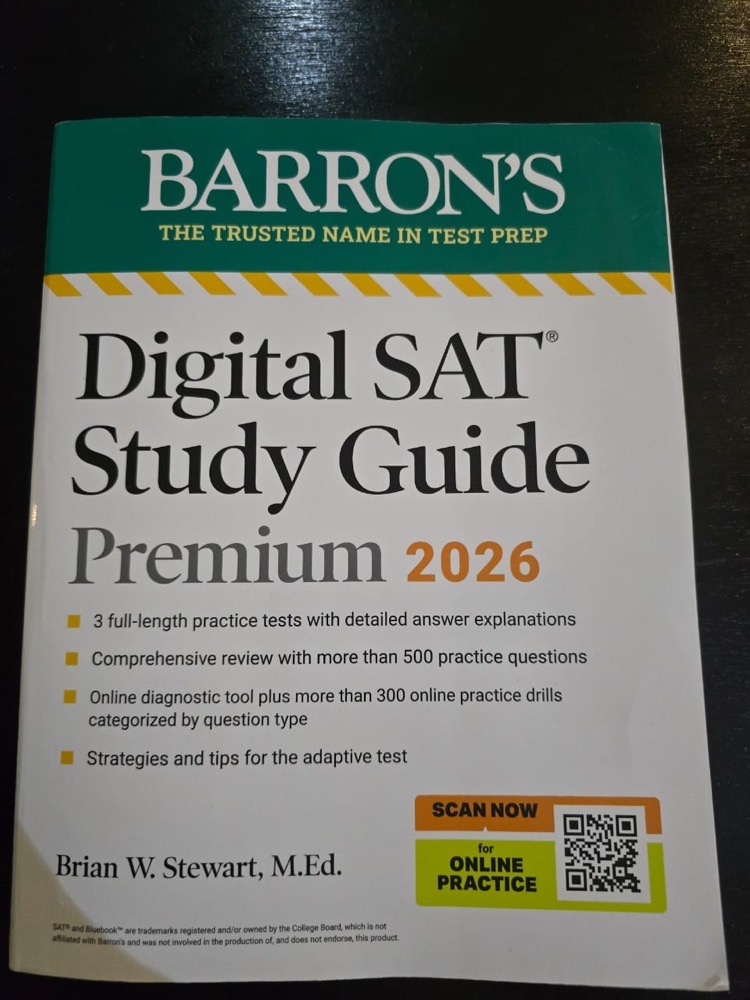 BARRON'S
THE TRUSTED NAME IN TEST PREP
Digital SAT®
Study Guide
Premium 2026
3 full-length practice tests with detailed answer explanations
Comprehensive review with more than 500 practice questions
Online diagnostic tool plus more than 300 online practice drills
categorized by question type
Strategies and tips for the adaptive test
SCAN NOW
for
ONLINE
PRACTICE
Brian W. Stewart, M.Ed.
SAT® and Bluebook™ are trademarks registered and/or owned by the College Board, which is not
affiliated with Barron's and was not involved in the production of, and does not endorse, this product.